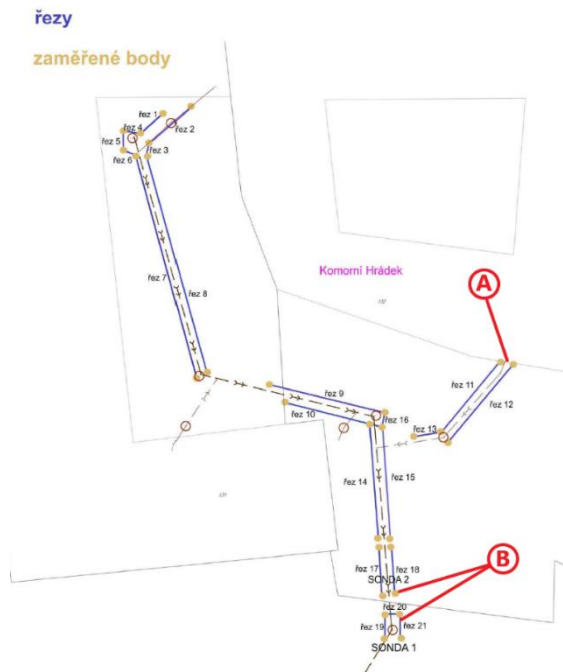 řezy
zaměřené body
řez 1
řez 4
řez 2
řez 5
řez 3
řez 6
Komorní Hrádek
A
řez 7
řez 8
řez 11
řez 12
řez 9
řez 10
řez 16
řez 13
řez 14
řez 15
řez 17
řez 18
SONDA 2
B
řez 20
řez 19
řez 21
SONDA 1